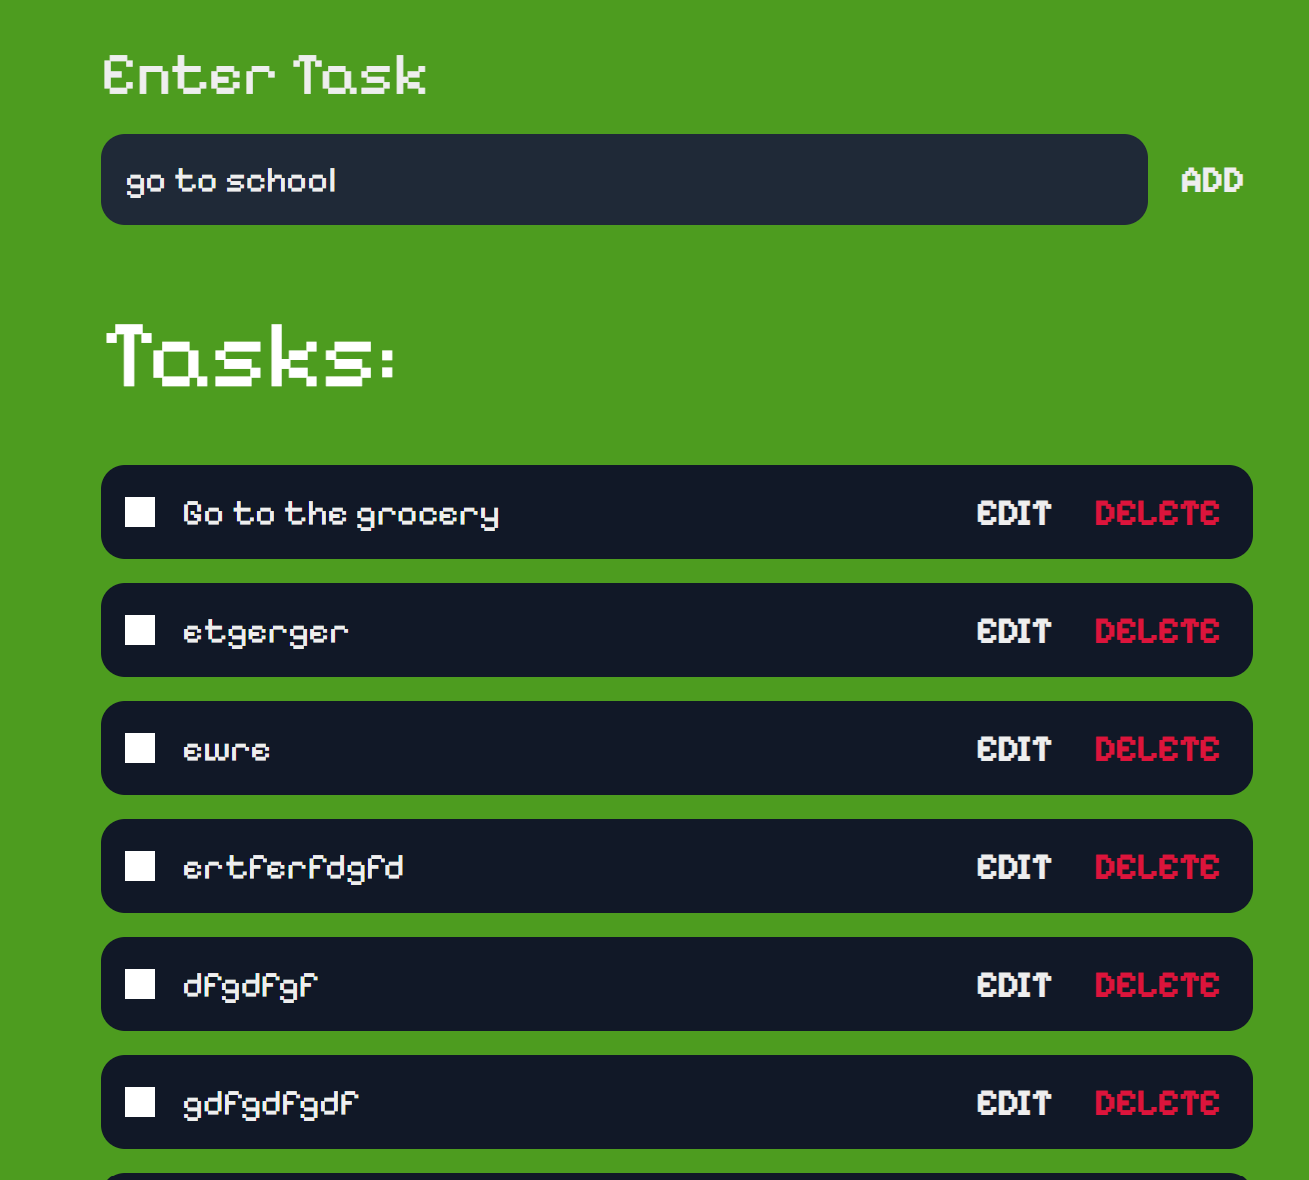 Enter Task
go to school
ADD
Tasks:
Go to the grocery EDIT DELETE
etgerger EDIT DELETE
ewre EDIT DELETE
ertferfdgfd EDIT DELETE
dfgdfgf EDIT DELETE
gdfgdfgdf EDIT DELETE